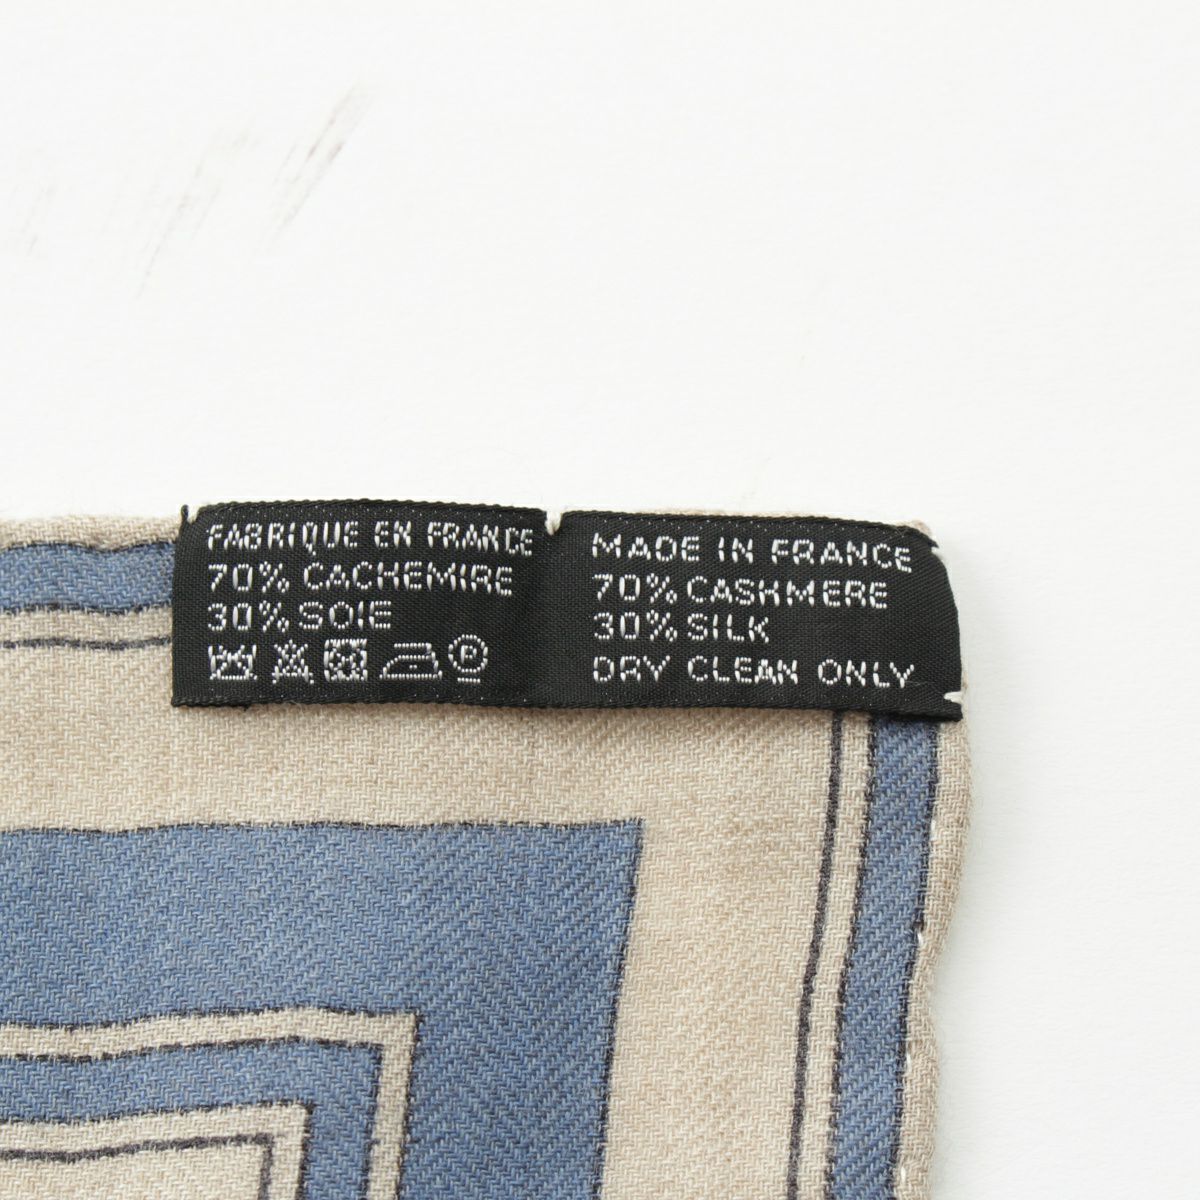 FABRIQUE EN FRANCE
70% CACHEMIRE
30% SOIE
P
MADE IN FRANCE
70% CASHMERE
30% SILK
DRY CLEAN ONLY